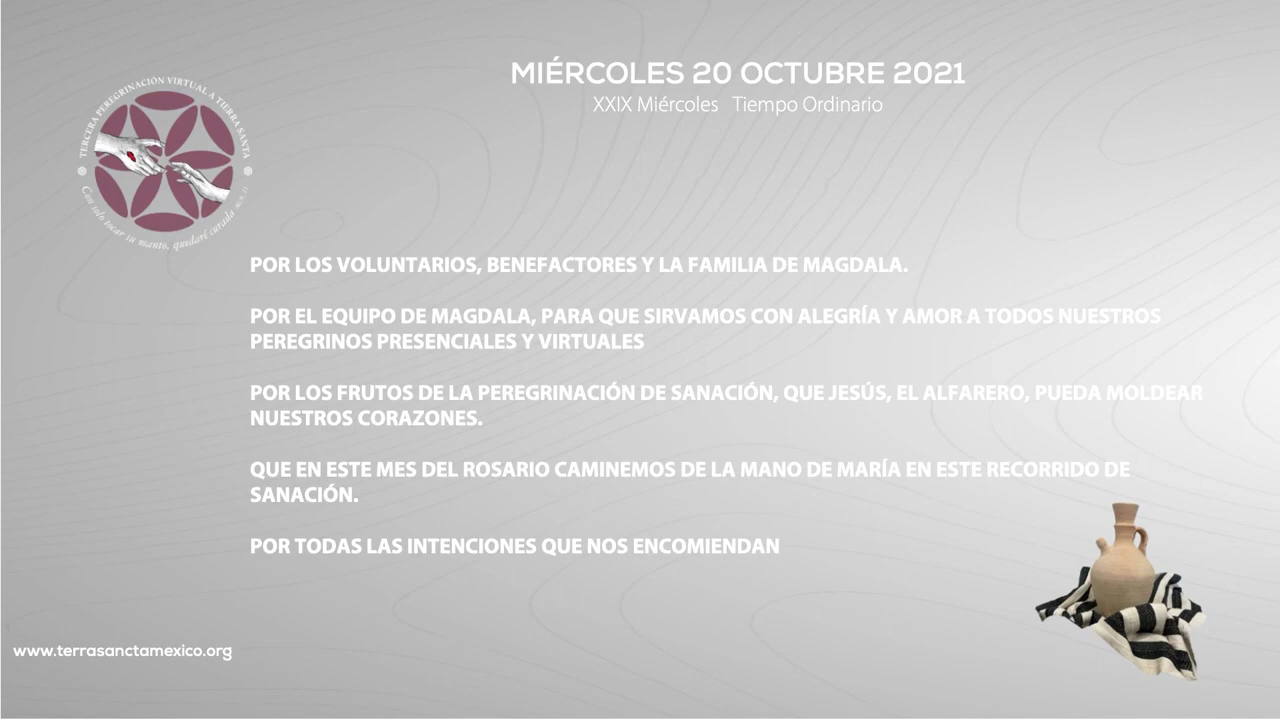 MIÉRCOLES 20 OCTUBRE 2021
XXIX Miércoles Tiempo Ordinario
TERCERA PEREGRINACIÓN VIRTUAL A TIERRA SANTA
Con solo tocar tu manto, quedaré curada
POR LOS VOLUNTARIOS, BENEFACTORES Y LA FAMILIA DE MAGDALA.
POR EL EQUIPO DE MAGDALA, PARA QUE SIRVAMOS CON ALEGRÍA Y AMOR A TODOS NUESTROS
PEREGRINOS PRESENCIALES Y VIRTUALES
POR LOS FRUTOS DE LA PEREGRINACIÓN DE SANACIÓN, QUE JESÚS, EL ALFARERO, PUEDA MOLDEAR
NUESTROS CORAZONES.
QUE EN ESTE MES DEL ROSARIO CAMINEMOS DE LA MANO DE MARÍA EN ESTE RECORRIDO DE
SANACIÓN.
POR TODAS LAS INTENCIONES QUE NOS ENCOMIENDAN
www.terrasanctamexico.org